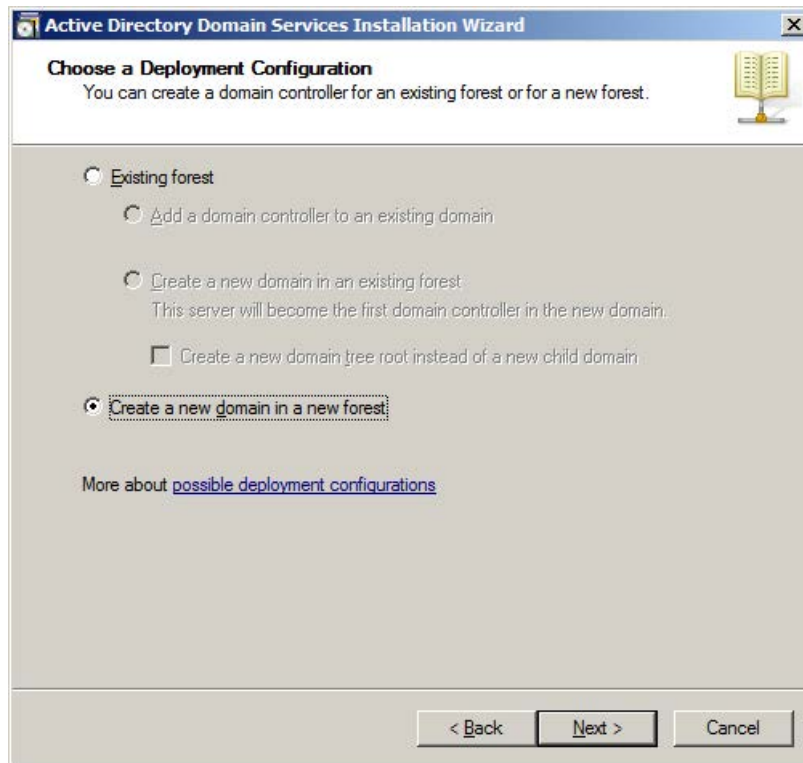 Active Directory Domain Services Installation Wizard
Choose a Deployment Configuration
You can create a domain controller for an existing forest or for a new forest.
Existing forest
Add a domain controller to an existing domain
Create a new domain in an existing forest
This server will become the first domain controller in the new domain.
Create a new domain tree root instead of a new child domain
Create a new domain in a new forest
More about possible deployment configurations
< Back Next > Cancel